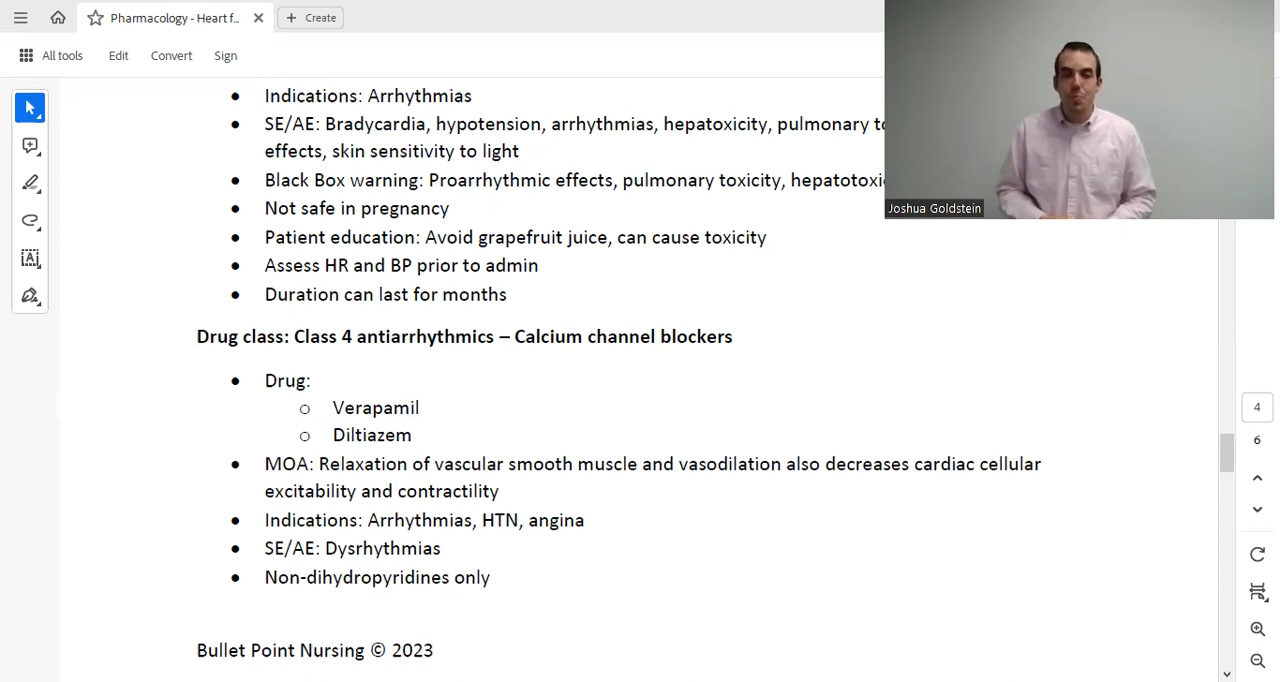 Pharmacology - Heart f...
Create
All tools Edit Convert Sign
Indications: Arrhythmias
SE/AE: Bradycardia, hypotension, arrhythmias, hepatoxicity, pulmonary
effects, skin sensitivity to light
Black Box warning: Proarrhythmic effects, pulmonary toxicity,
Not safe in pregnancy
Joshua Goldstein
Patient education: Avoid grapefruit juice, can cause toxicity
Assess HR and BP prior to admin
Duration can last for months
Drug class: Class 4 antiarrhythmics – Calcium channel blockers
Drug:
Verapamil
Diltiazem
MOA: Relaxation of vascular smooth muscle and vasodilation also decreases cardiac cellular
excitability and contractility
Indications: Arrhythmias, HTN, angina
SE/AE: Dysrhythmias
Non-dihydropyridines only
Bullet Point Nursing © 2023
4
6